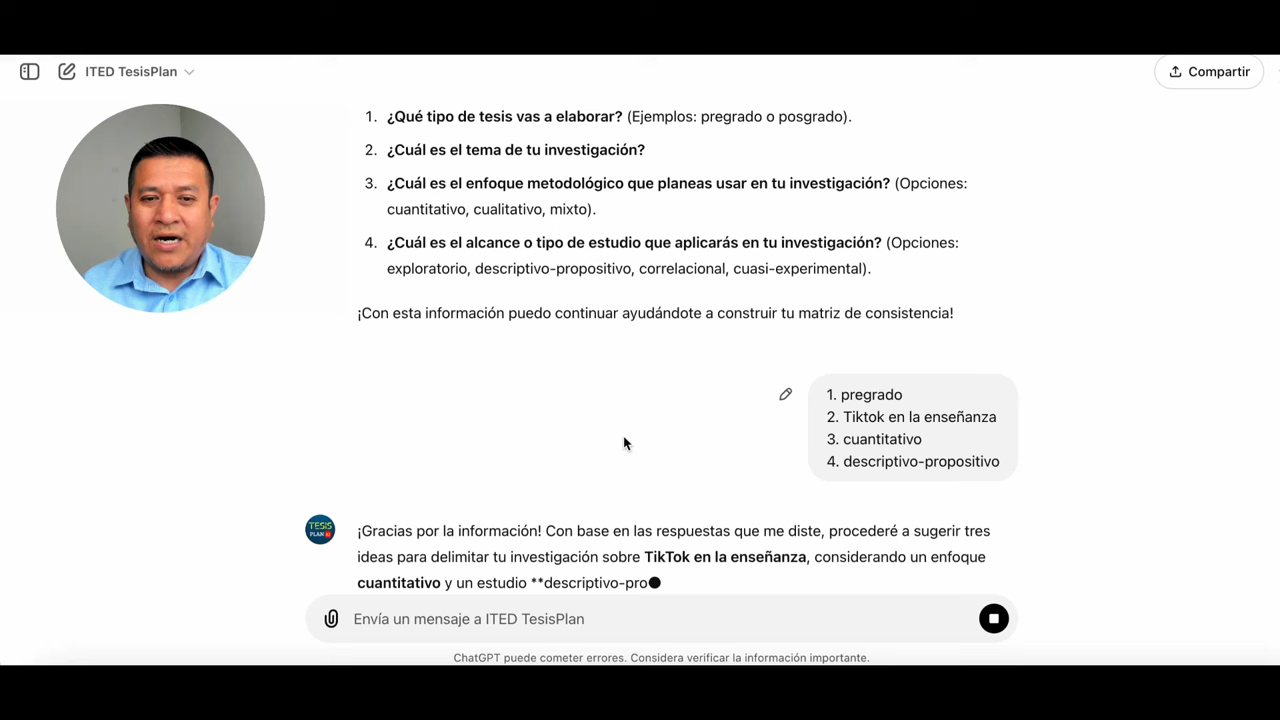 ITED TesisPlan
Compartir
1. ¿Qué tipo de tesis vas a elaborar? (Ejemplos: pregrado o posgrado).
2. ¿Cuál es el tema de tu investigación?
3. ¿Cuál es el enfoque metodológico que planeas usar en tu investigación? (Opciones:
cuantitativo, cualitativo, mixto).
4. ¿Cuál es el alcance o tipo de estudio que aplicarás en tu investigación? (Opciones:
exploratorio, descriptivo-propositivo, correlacional, cuasi-experimental).
¡Con esta información puedo continuar ayudándote a construir tu matriz de consistencia!
1. pregrado
2. Tiktok en la enseñanza
3. cuantitativo
4. descriptivo-propositivo
TESIS
PLAN AI
¡Gracias por la información! Con base en las respuestas que me diste, procederé a sugerir tres
ideas para delimitar tu investigación sobre TikTok en la enseñanza, considerando un enfoque
cuantitativo y un estudio **descriptivo-pro
Envía un mensaje a ITED TesisPlan
ChatGPT puede cometer errores. Considera verificar la información importante.